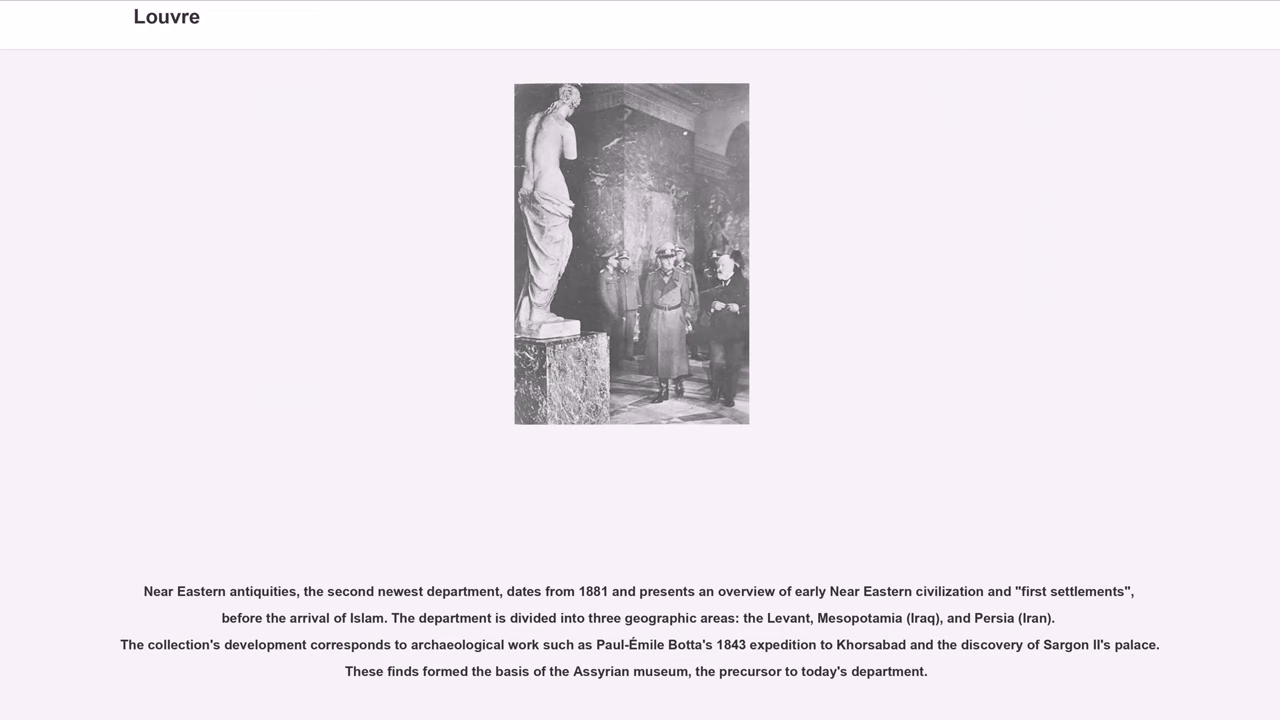 Louvre
Near Eastern antiquities, the second newest department, dates from 1881 and presents an overview of early Near Eastern civilization and "first settlements",
before the arrival of Islam. The department is divided into three geographic areas: the Levant, Mesopotamia (Iraq), and Persia (Iran).
The collection's development corresponds to archaeological work such as Paul-Émile Botta's 1843 expedition to Khorsabad and the discovery of Sargon II's palace.
These finds formed the basis of the Assyrian museum, the precursor to today's department.